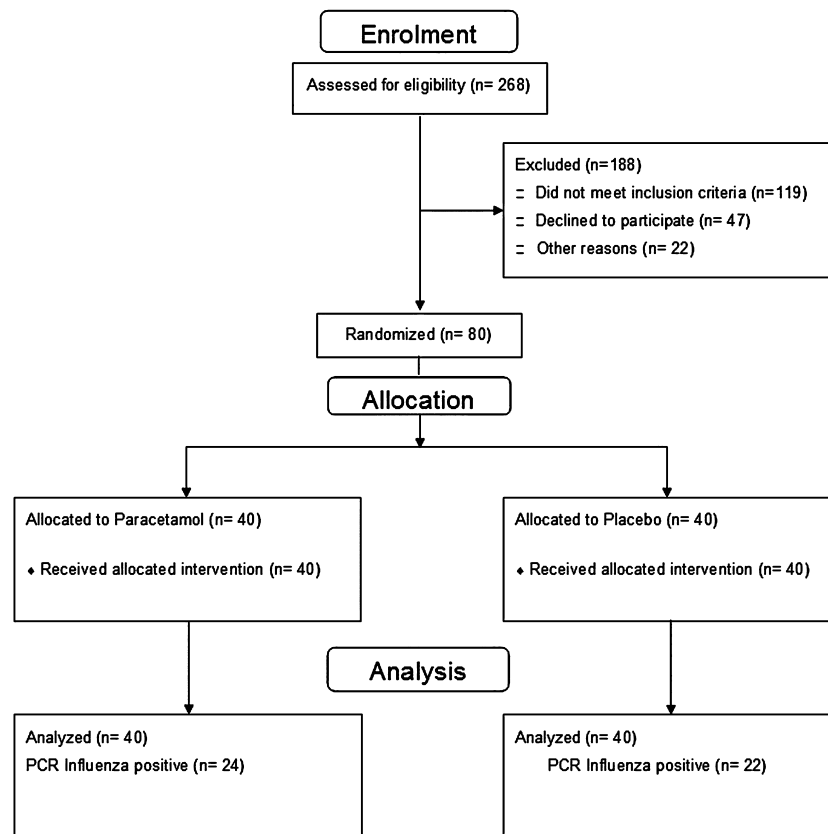 Enrolment
Assessed for eligibility (n= 268)
Excluded (n=188)
Did not meet inclusion criteria (n=119)
Declined to participate (n= 47)
Other reasons (n= 22)
Randomized (n= 80)
Allocation
Allocated to Paracetamol (n= 40)
♦ Received allocated intervention (n= 40)
Allocated to Placebo (n= 40)
♦ Received allocated intervention (n= 40)
Analysis
Analyzed (n= 40)
PCR Influenza positive (n= 24)
Analyzed (n= 40)
PCR Influenza positive (n= 22)